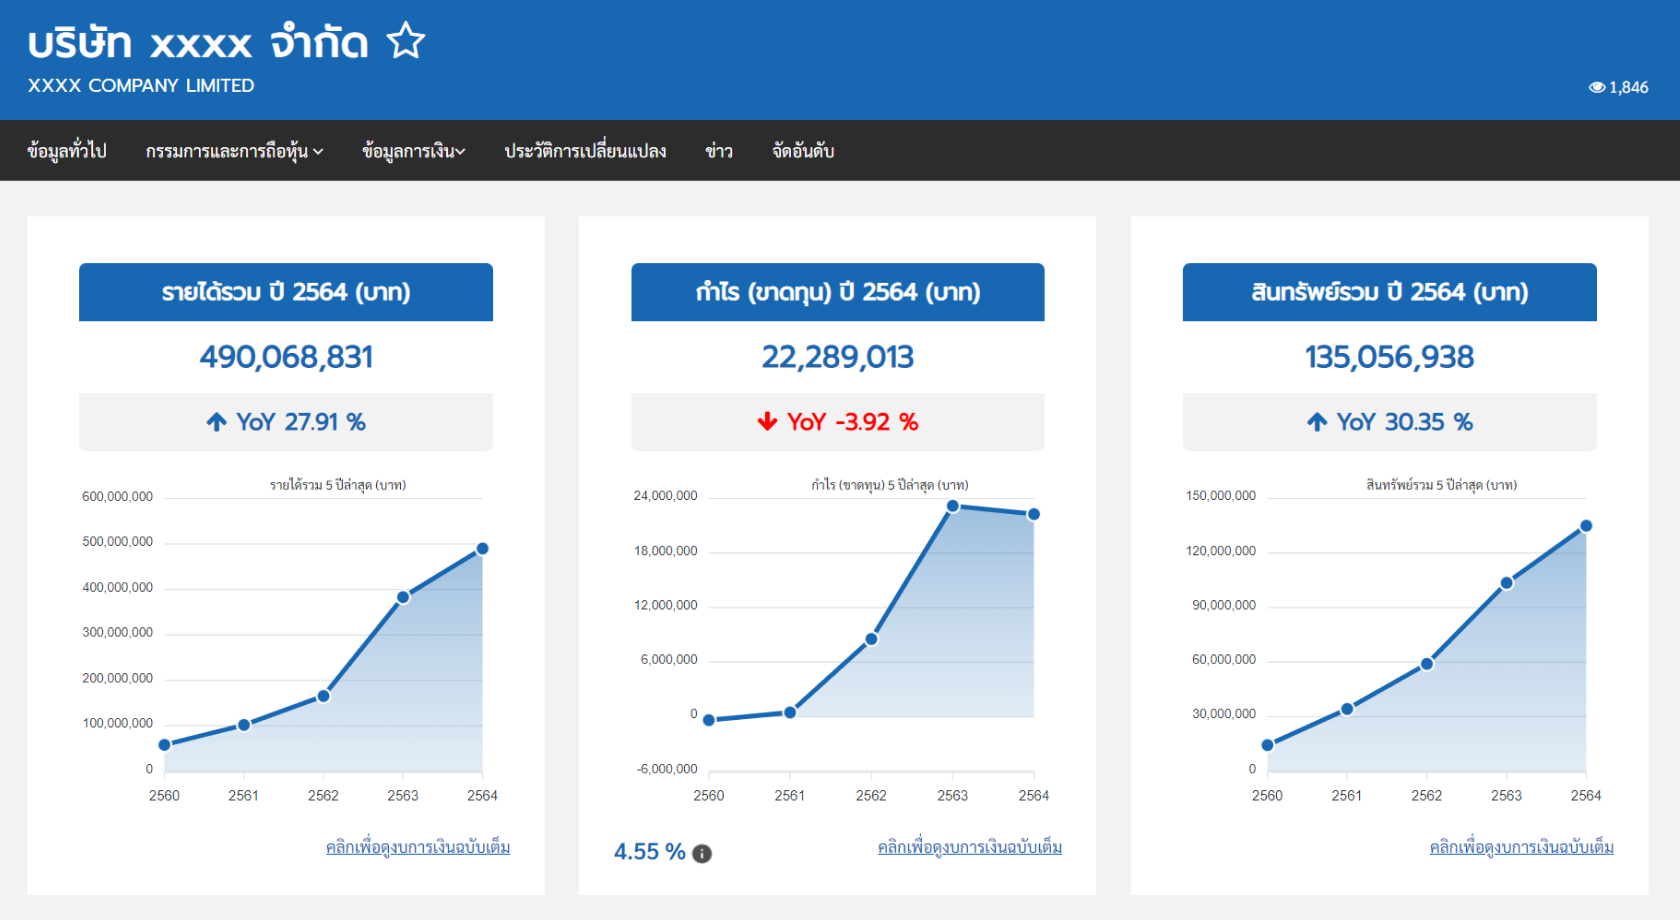 บริษัท xxxx จำกัด
XXXX COMPANY LIMITED
1,846
ข้อมูลทั่วไป กรรมการและการถือหุ้น ข้อมูลการเงิน ประวัติการเปลี่ยนแปลง ข่าว จัดอันดับ
รายได้รวม ปี 2564 (บาท)
490,068,831
YoY 27.91 %
รายได้รวม 5 ปีล่าสุด (บาท)
600,000,000
500,000,000
400,000,000
300,000,000
200,000,000
100,000,000
0
2560 2561 2562 2563 2564
คลิกเพื่อดูงบการเงินฉบับเต็ม
กำไร (ขาดทุน) ปี 2564 (บาท)
22,289,013
YoY -3.92 %
กำไร (ขาดทุน) 5 ปีล่าสุด (บาท)
24,000,000
18,000,000
12,000,000
6,000,000
0
-6,000,000
2560 2561 2562 2563 2564
4.55 % คลิกเพื่อดูงบการเงินฉบับเต็ม
สินทรัพย์รวม ปี 2564 (บาท)
135,056,938
YoY 30.35 %
สินทรัพย์รวม 5 ปีล่าสุด (บาท)
150,000,000
120,000,000
90,000,000
60,000,000
30,000,000
0
2560 2561 2562 2563 2564
คลิกเพื่อดูงบการเงินฉบับเต็ม